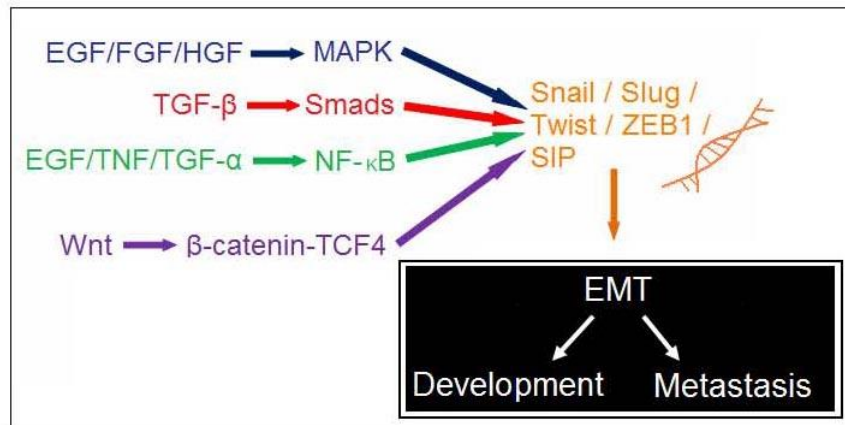 EGF/FGF/HGF MAPK
TGF-β Smads
EGF/TNF/TGF-α NF-κB
Wnt β-catenin-TCF4
Snail / Slug /
Twist / ZEB1 /
SIP
EMT
Development Metastasis